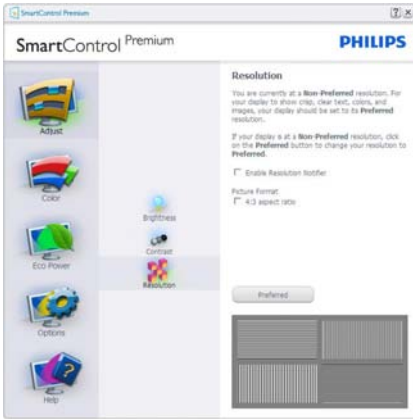 SmartControl Premium
SmartControl Premium
PHILIPS
Adjust
Color
Eco Power
Options
Help
Brightness
Contrast
Resolution
Resolution
You are currently at a Non-Preferred resolution. For
your display to show crisp, clear text, colors, and
images, your display should be set to its Preferred
resolution.
If your display is at a Non-Preferred resolution, click
on the Preferred button to change your resolution to
Preferred.
Enable Resolution Notifier
Picture Format
4:3 aspect ratio
Preferred